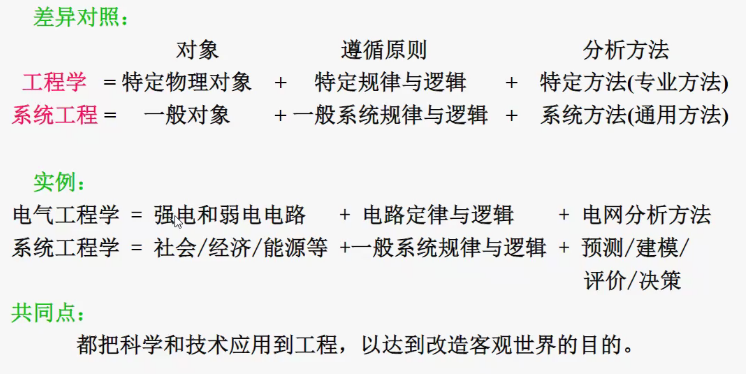 差异对照：
对象 遵循原则 分析方法
工程学 =特定物理对象 + 特定规律与逻辑 + 特定方法(专业方法)
系统工程= 一般对象 +一般系统规律与逻辑 + 系统方法(通用方法)
实例：
电气工程学 = 强电和弱电电路 + 电路定律与逻辑 + 电网分析方法
系统工程学 = 社会/经济/能源等 +一般系统规律与逻辑 + 预测/建模/
评价/决策
共同点：
都把科学和技术应用到工程，以达到改造客观世界的目的。